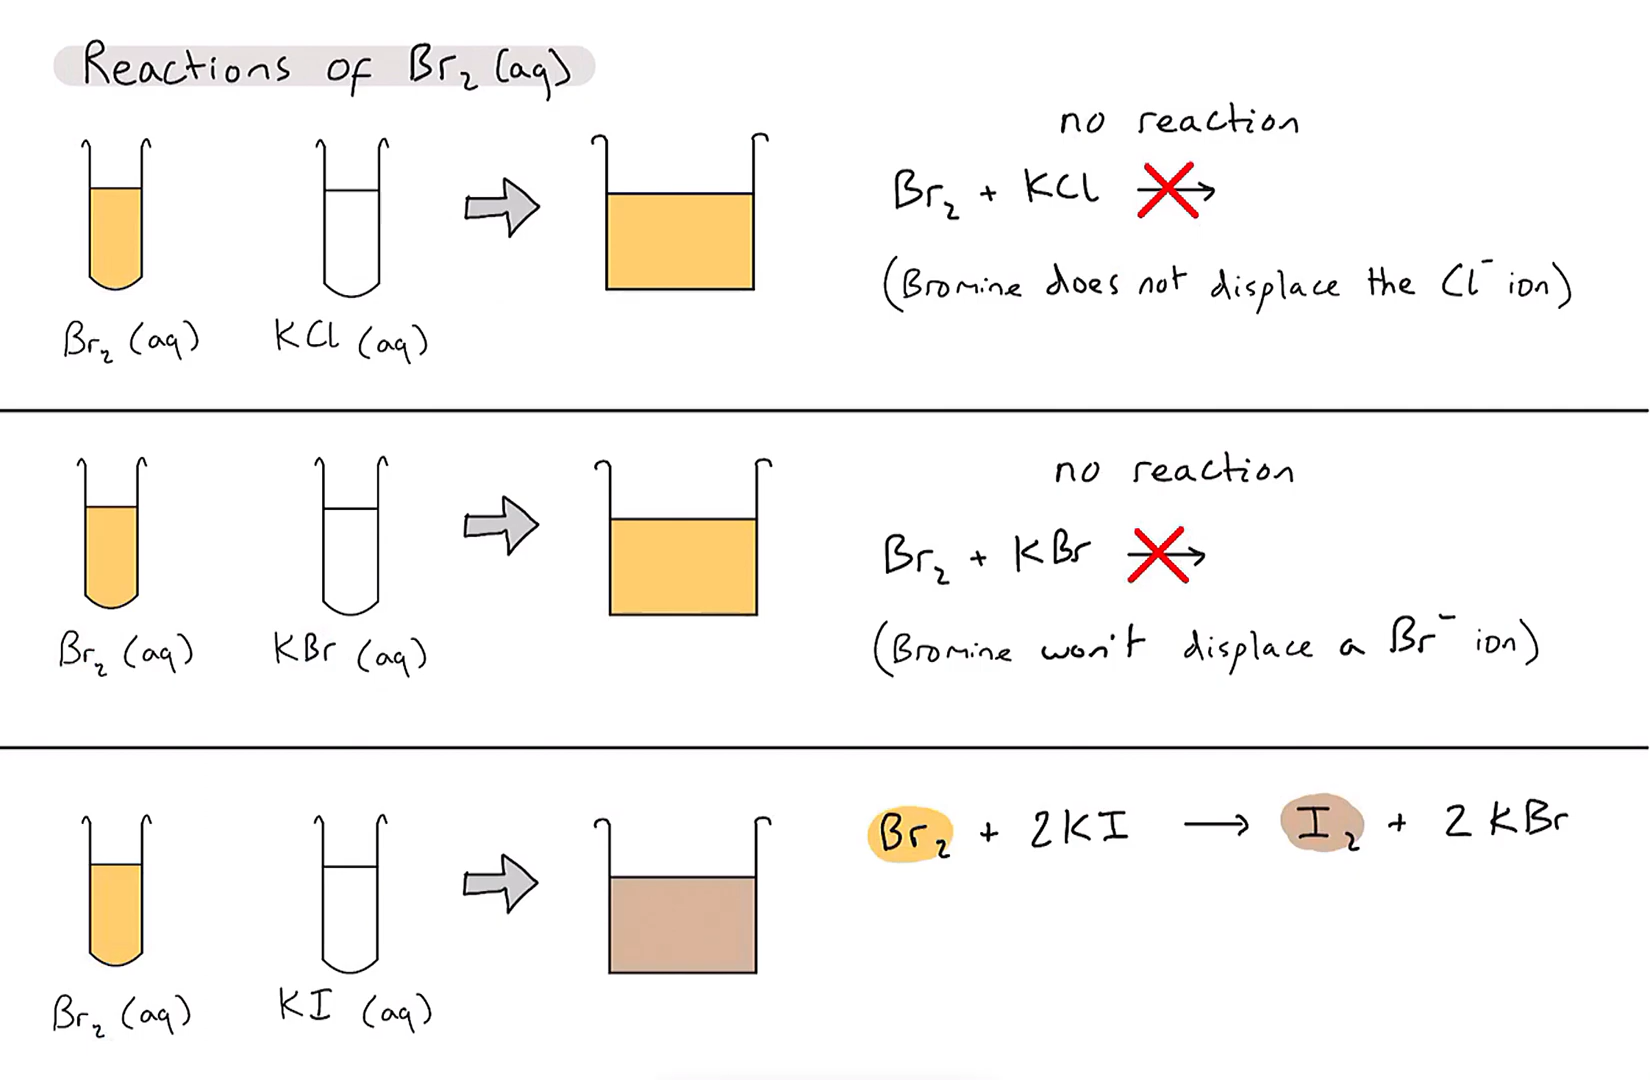 Reactions of Br₂ (aq)
no reaction
Br₂ + KCl →
(Bromine does not displace the Cl⁻ ion)
Br₂ (aq) KCl (aq)
no reaction
Br₂ + KBr →
(Bromine won't displace a Br⁻ ion)
Br₂ (aq) KBr (aq)
Br₂ + 2KI → I₂ + 2KBr
Br₂ (aq) KI (aq)